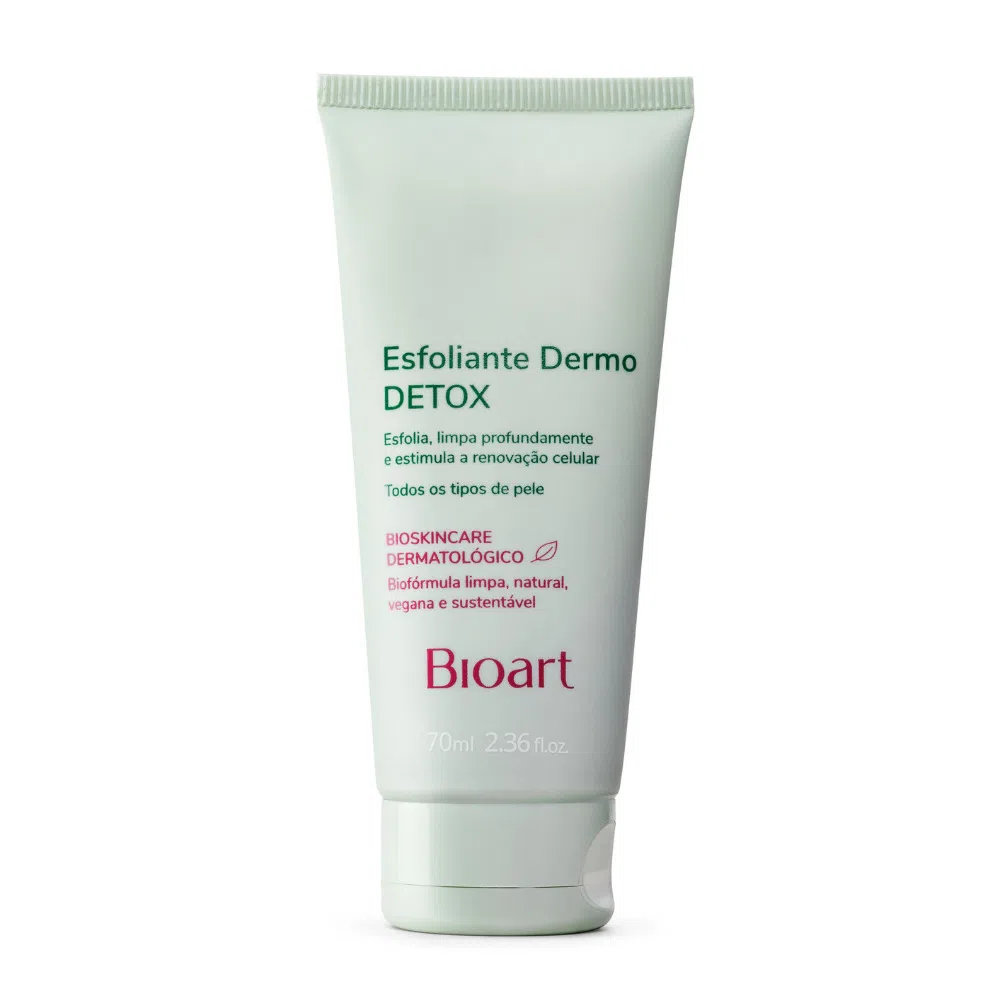 Esfoliante Dermo
DETOX
Esfolia, limpa profundamente
e estimula a renovação celular
Todos os tipos de pele
BIOSKINCARE
DERMATOLÓGICO
Biofórmula limpa, natural,
vegana e sustentável
Bioart
70ml 2.36 fl.oz.